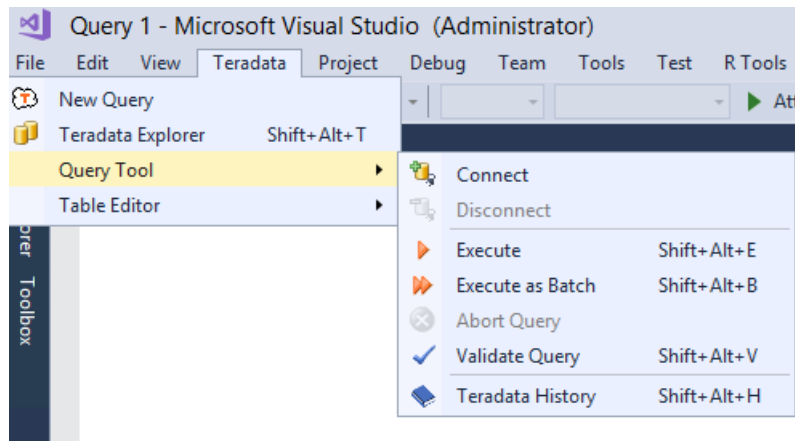 Query 1 - Microsoft Visual Studio (Administrator)
File Edit View Teradata Project Debug Team Tools Test R Tools
New Query
Teradata Explorer Shift+Alt+T
Query Tool
Table Editor
Connect
Disconnect
Execute Shift+Alt+E
Execute as Batch Shift+Alt+B
Abort Query
Validate Query Shift+Alt+V
Teradata History Shift+Alt+H
Toolbox